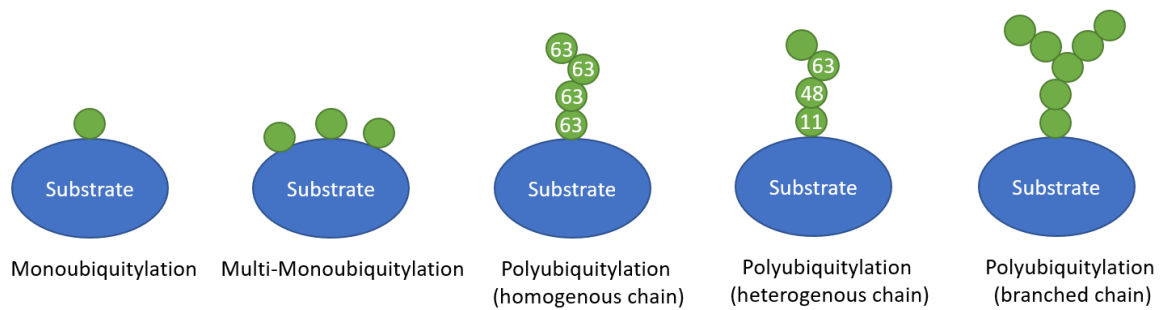 63
63
63
63
63
48
11
Substrate
Substrate
Substrate
Substrate
Substrate
Monoubiquitylation
Multi-Monoubiquitylation
Polyubiquitylation
(homogenous chain)
Polyubiquitylation
(heterogenous chain)
Polyubiquitylation
(branched chain)